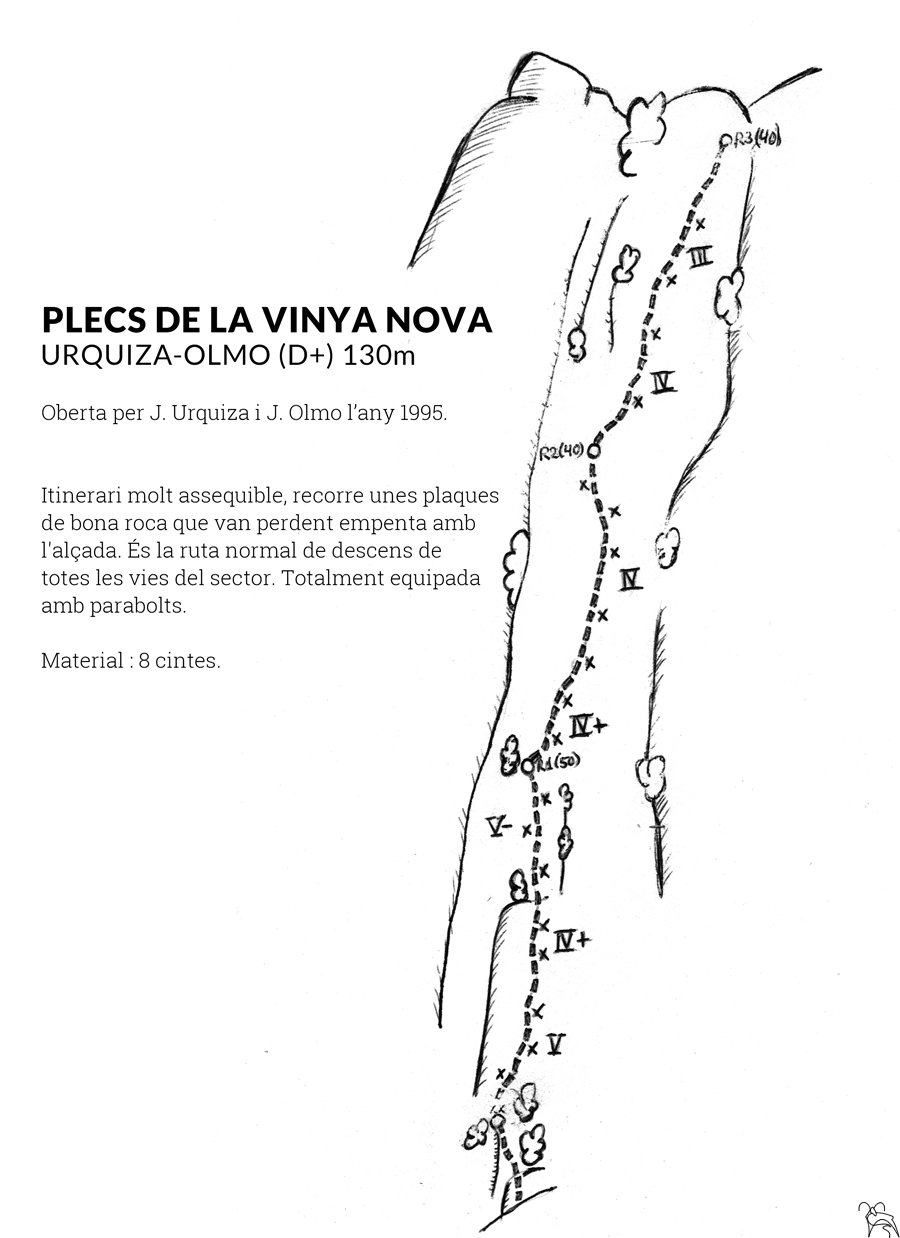 PLECS DE LA VINYA NOVA
URQUIZA-OLMO (D+) 130m
Oberta per J. Urquiza i J. Olmo l’any 1995.
Itinerari molt assequible, recorre unes plaques
de bona roca que van perdent empenta amb
l'alçada. És la ruta normal de descens de
totes les vies del sector. Totalment equipada
amb parabolts.
Material : 8 cintes.
R3(40)
III
IV
R2(40)
IV
IV+
R1(50)
V-
IV+
V